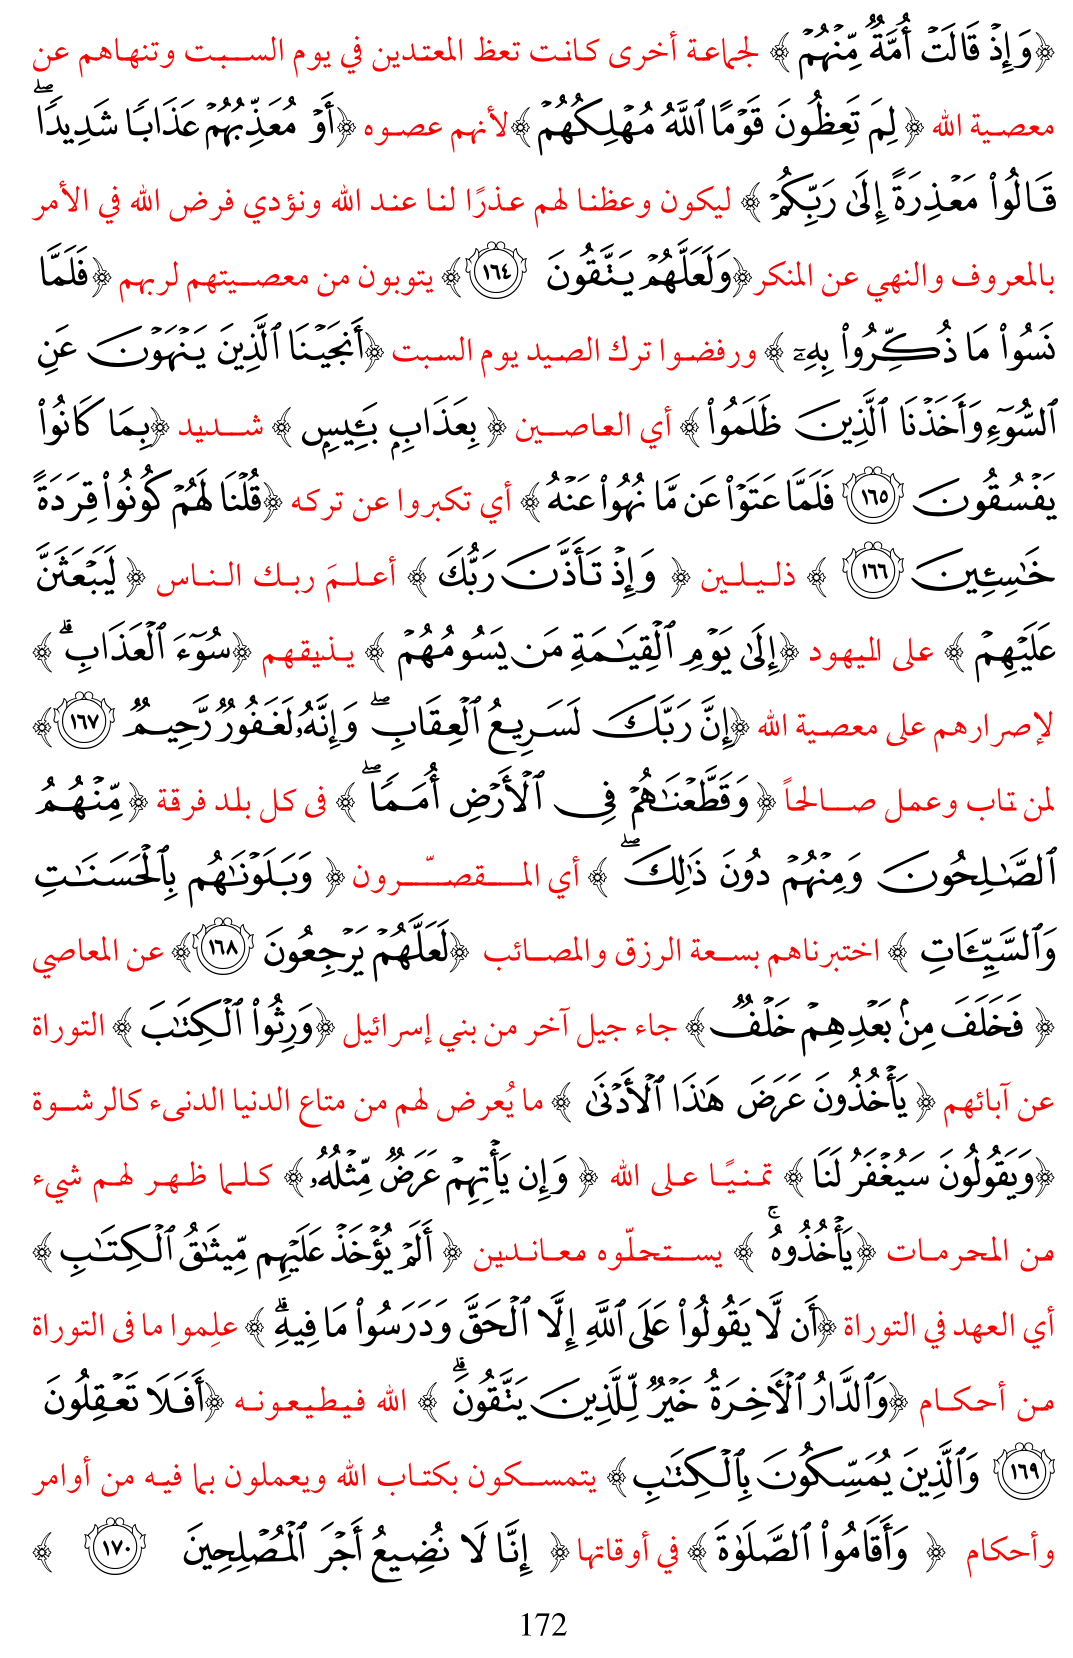 ﴿وَإِذۡ قَالَتۡ أُمَّةٞ مِّنۡهُمۡ ﴾ لجماعة أخرى كانت تعظ المعتدين في يوم السبت وتنهاهم عن
معصية الله ﴿ لِمَ تَعِظُونَ قَوۡمًا ٱللَّهُ مُهۡلِكُهُمۡ ﴾لأنهم عصوه ﴿أَوۡ مُعَذِّبُهُمۡ عَذَابٗا شَدِيدٗاۖ
قَالُواْ مَعۡذِرَةً إِلَىٰ رَبِّكُمۡ ﴾ ليكون وعظنا لهم عذرًا لنا عند الله ونؤدي فرض الله في الأمر
بالمعروف والنهي عن المنكر ﴿وَلَعَلَّهُمۡ يَتَّقُونَ ١٦٤﴾ يتوبون من معصيتهم لربهم ﴿فَلَمَّا
نَسُواْ مَا ذُكِّرُواْ بِهِۦٓ ﴾ ورفضوا ترك الصيد يوم السبت ﴿أَنجَيۡنَا ٱلَّذِينَ يَنۡهَوۡنَ عَنِ
ٱلسُّوٓءِ وَأَخَذۡنَا ٱلَّذِينَ ظَلَمُواْ ﴾ أي العاصين ﴿ بِعَذَابِۭ بَـِٔيسِۭ ﴾ شديد ﴿بِمَا كَانُواْ
يَفۡسُقُونَ ١٦٥ فَلَمَّا عَتَوۡاْ عَن مَّا نُهُواْ عَنۡهُ ﴾ أي تكبروا عن تركه ﴿قُلۡنَا لَهُمۡ كُونُواْ قِرَدَةً
خَٰسِـِٔينَ ١٦٦ ﴾ ذليلين ﴿ وَإِذۡ تَأَذَّنَ رَبُّكَ ﴾ أعلمَ ربك الناس ﴿ لَيَبۡعَثَنَّ
عَلَيۡهِمۡ ﴾ على اليهود ﴿إِلَىٰ يَوۡمِ ٱلۡقِيَٰمَةِ مَن يَسُومُهُمۡ ﴾ يذيقهم ﴿سُوٓءَ ٱلۡعَذَابِۗ ﴾
لإصرارهم على معصية الله ﴿إِنَّ رَبَّكَ لَسَرِيعُ ٱلۡعِقَابِۖ وَإِنَّهُۥ لَغَفُورٞ رَّحِيمٞ ١٦٧﴾
لمن تاب وعمل صالحاً ﴿ وَقَطَّعۡنَٰهُمۡ فِي ٱلۡأَرۡضِ أُمَمٗاۖ ﴾ فى كل بلد فرقة ﴿مِّنۡهُمُ
ٱلصَّٰلِحُونَ وَمِنۡهُمۡ دُونَ ذَٰلِكَۖ ﴾ أي المقصّرون ﴿ وَبَلَوۡنَٰهُم بِٱلۡحَسَنَٰتِ
وَٱلسَّيِّـَٔاتِ ﴾ اختبرناهم بسعة الرزق والمصائب ﴿لَعَلَّهُمۡ يَرۡجِعُونَ ١٦٨﴾ عن المعاصي
﴿ فَخَلَفَ مِنۢ بَعۡدِهِمۡ خَلۡفٞ﴾ جاء جيل آخر من بني إسرائيل ﴿وَرِثُواْ ٱلۡكِتَٰبَ ﴾ التوراة
عن آبائهم ﴿ يَأۡخُذُونَ عَرَضَ هَٰذَا ٱلۡأَدۡنَىٰ ﴾ ما يُعرض لهم من متاع الدنيا الدنىء كالرشوة
﴿وَيَقُولُونَ سَيُغۡفَرُ لَنَا ﴾ تمنيًا على الله ﴿ وَإِن يَأۡتِهِمۡ عَرَضٞ مِّثۡلُهُۥ ﴾ كلما ظهر لهم شيء
من المحرمات ﴿يَأۡخُذُوهُۚ ﴾ يستحلّوه معاندين ﴿ أَلَمۡ يُؤۡخَذۡ عَلَيۡهِم مِّيثَٰقُ ٱلۡكِتَٰبِ ﴾
أي العهد في التوراة ﴿أَن لَّا يَقُولُواْ عَلَى ٱللَّهِ إِلَّا ٱلۡحَقَّ وَدَرَسُواْ مَا فِيهِۗ ﴾ علِموا ما فى التوراة
من أحكام ﴿وَٱلدَّارُ ٱلۡأٓخِرَةُ خَيۡرٞ لِّلَّذِينَ يَتَّقُونَۗ ﴾ الله فيطيعونه ﴿أَفَلَا تَعۡقِلُونَ
١٦٩ وَٱلَّذِينَ يُمَسِّكُونَ بِٱلۡكِتَٰبِ ﴾ يتمسكون بكتاب الله ويعملون بما فيه من أوامر
وأحكام ﴿ وَأَقَامُواْ ٱلصَّلَوٰةَ ﴾ في أوقاتها ﴿ إِنَّا لَا نُضِيعُ أَجۡرَ ٱلۡمُصۡلِحِينَ ١٧٠ ﴾
172